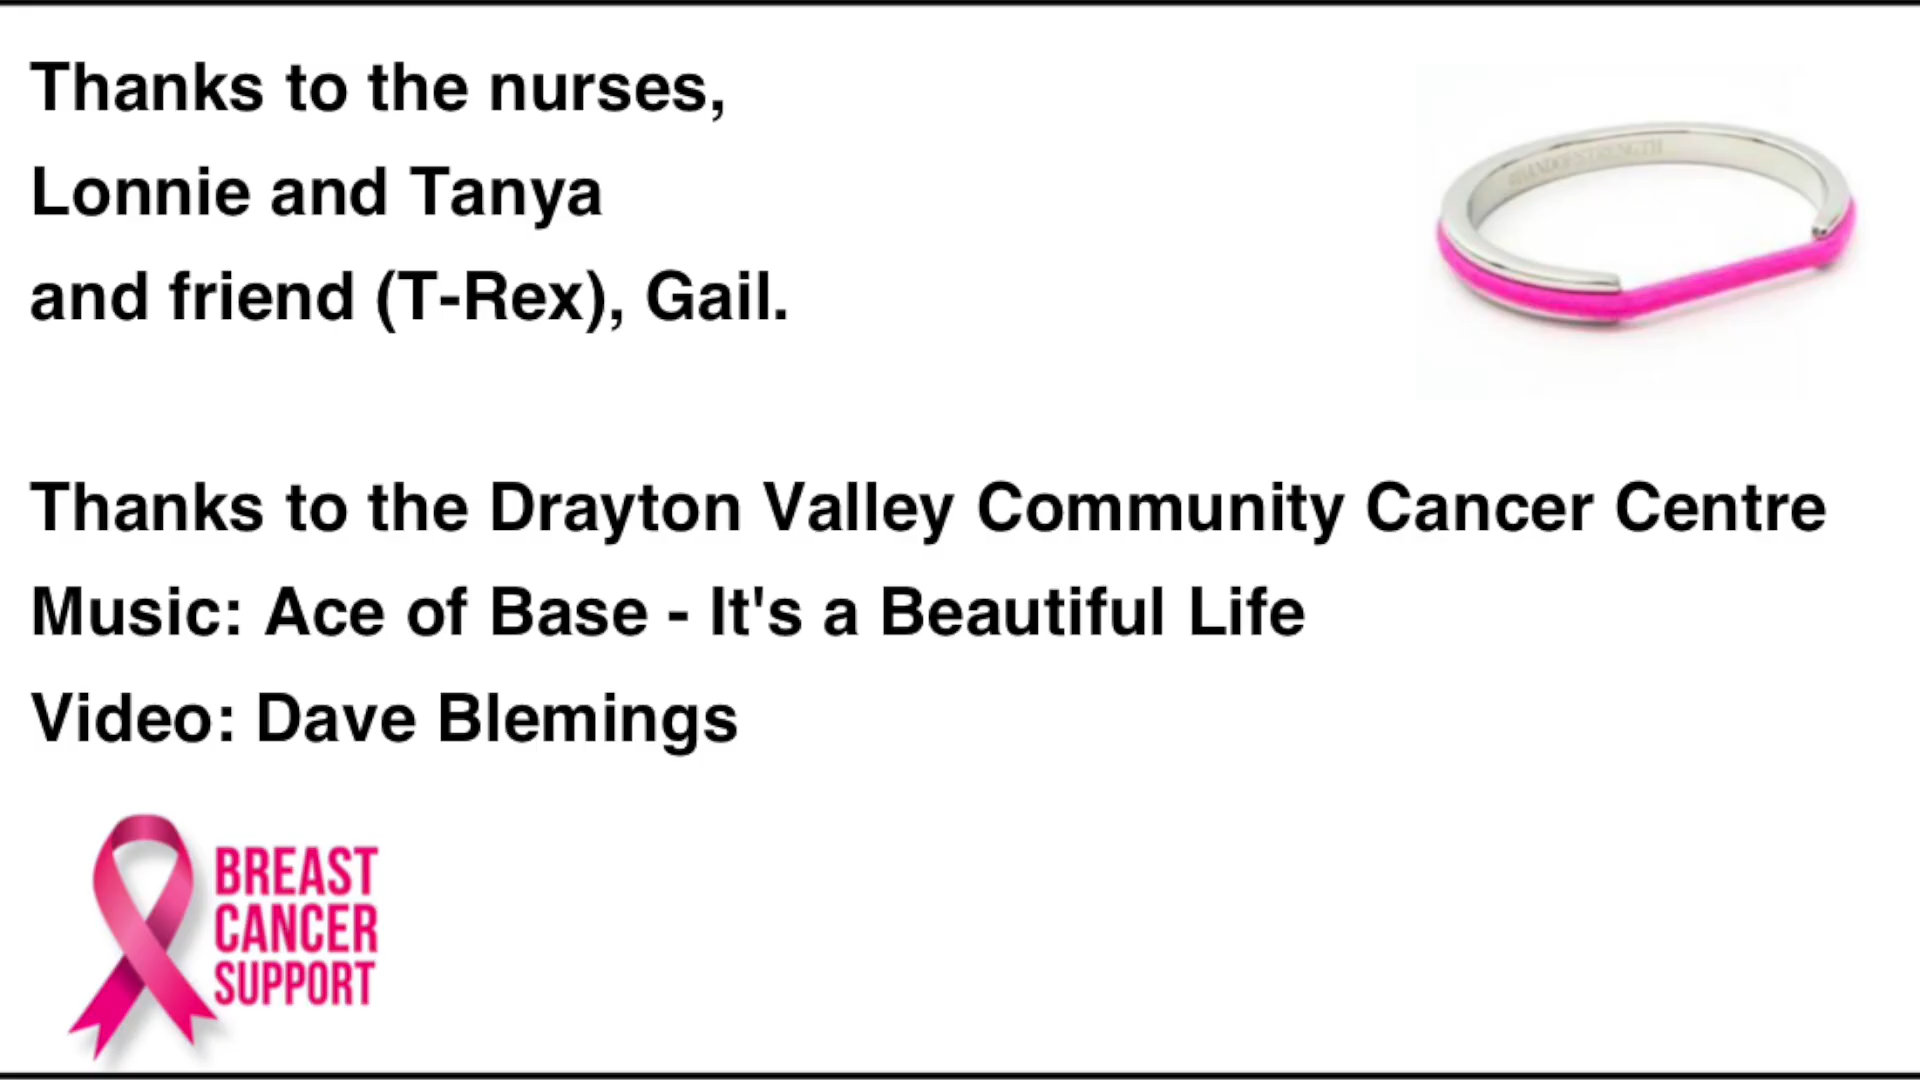 Thanks to the nurses,
Lonnie and Tanya
and friend (T-Rex), Gail.
Thanks to the Drayton Valley Community Cancer Centre
Music: Ace of Base - It's a Beautiful Life
Video: Dave Blemings
BREAST
CANCER
SUPPORT